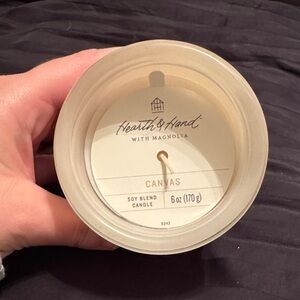 Hearth & Hand
WITH MAGNOLIA
CANVAS
SOY BLEND
CANDLE
6 oz (170 g)